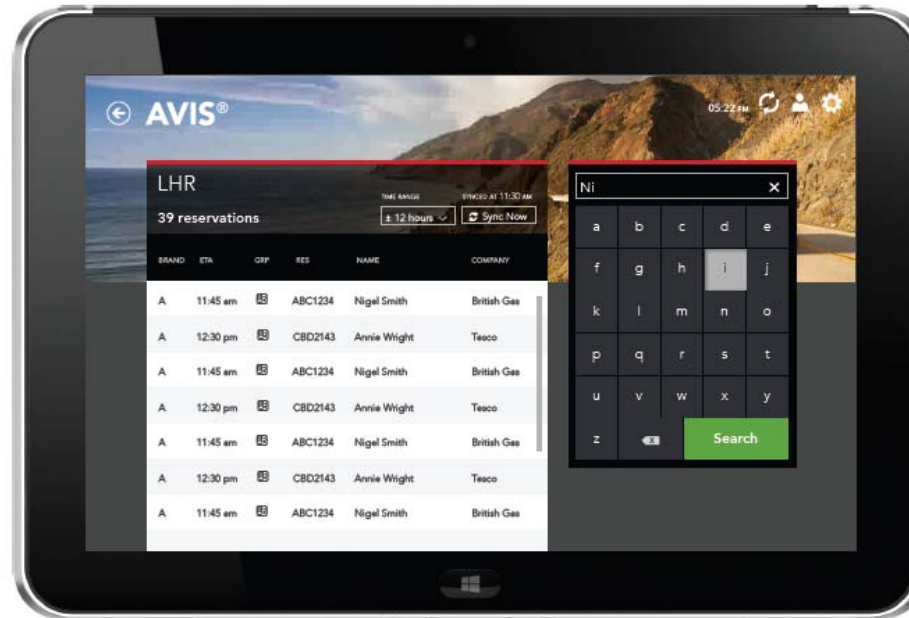 AVIS®
05:22 PM
LHR
39 reservations
TIME RANGE
± 12 hours
SYNCED AT 11:30 AM
Sync Now
BRAND ETA GRP RES NAME COMPANY
A 11:45 am ABC1234 Nigel Smith British Gas
A 12:30 pm CBD2143 Annie Wright Tesco
A 11:45 am ABC1234 Nigel Smith British Gas
A 12:30 pm CBD2143 Annie Wright Tesco
A 11:45 am ABC1234 Nigel Smith British Gas
A 12:30 pm CBD2143 Annie Wright Tesco
A 11:45 am ABC1234 Nigel Smith British Gas
Ni
a b c d e
f g h i j
k l m n o
p q r s t
u v w x y
z Search